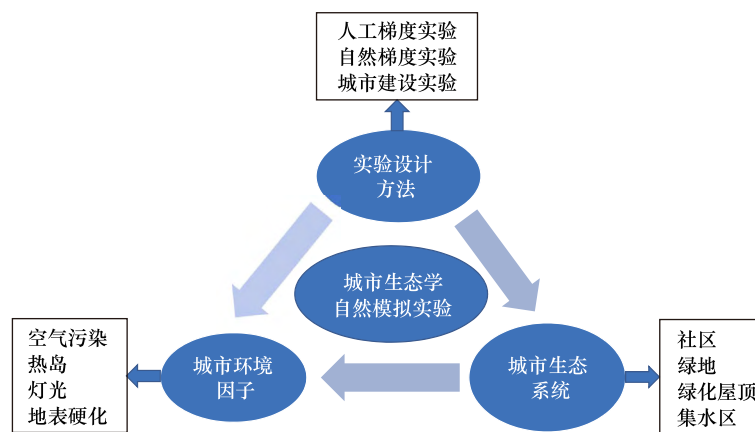 人工梯度实验
自然梯度实验
城市建设实验
实验设计
方法
城市生态学
自然模拟实验
空气污染
热岛
灯光
地表硬化
城市环境
因子
城市生态
系统
社区
绿地
绿化屋顶
集水区